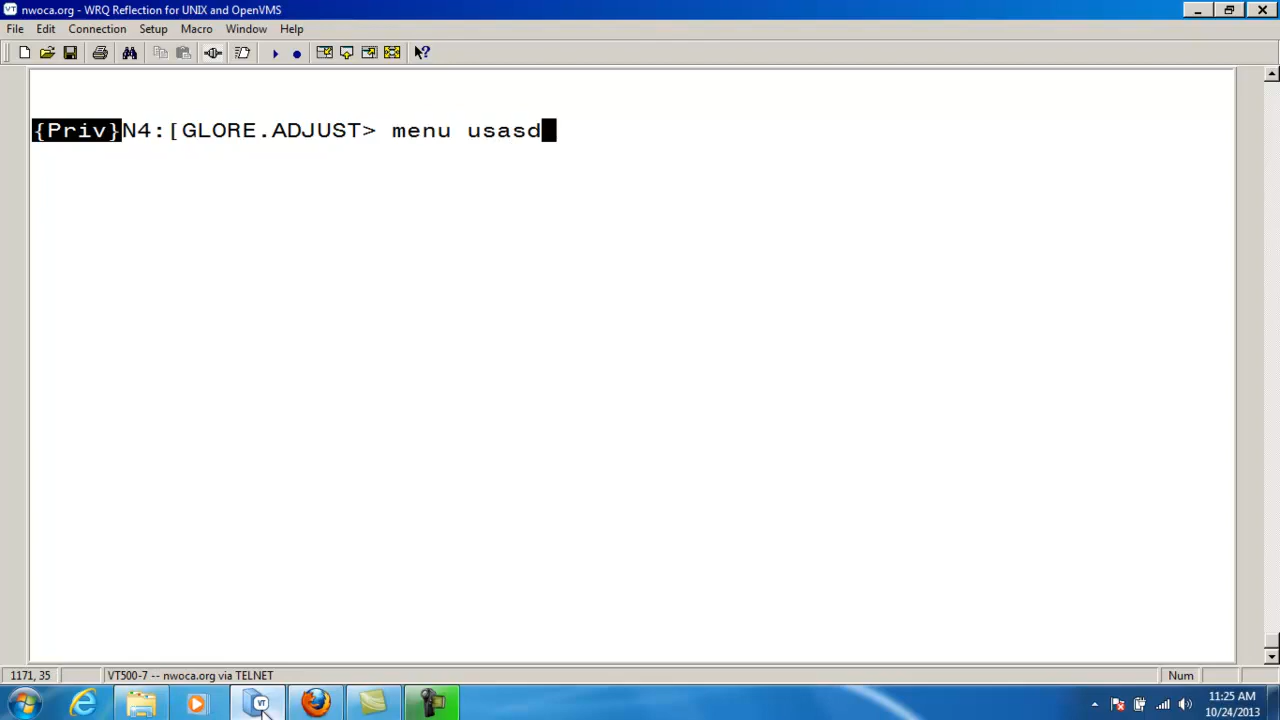 nwoca.org - WRQ Reflection for UNIX and OpenVMS
File Edit Connection Setup Macro Window Help
{Priv}N4:[GLORE.ADJUST> menu usasd
1171, 35 VT500-7 -- nwoca.org via TELNET Num
11:25 AM
10/24/2013